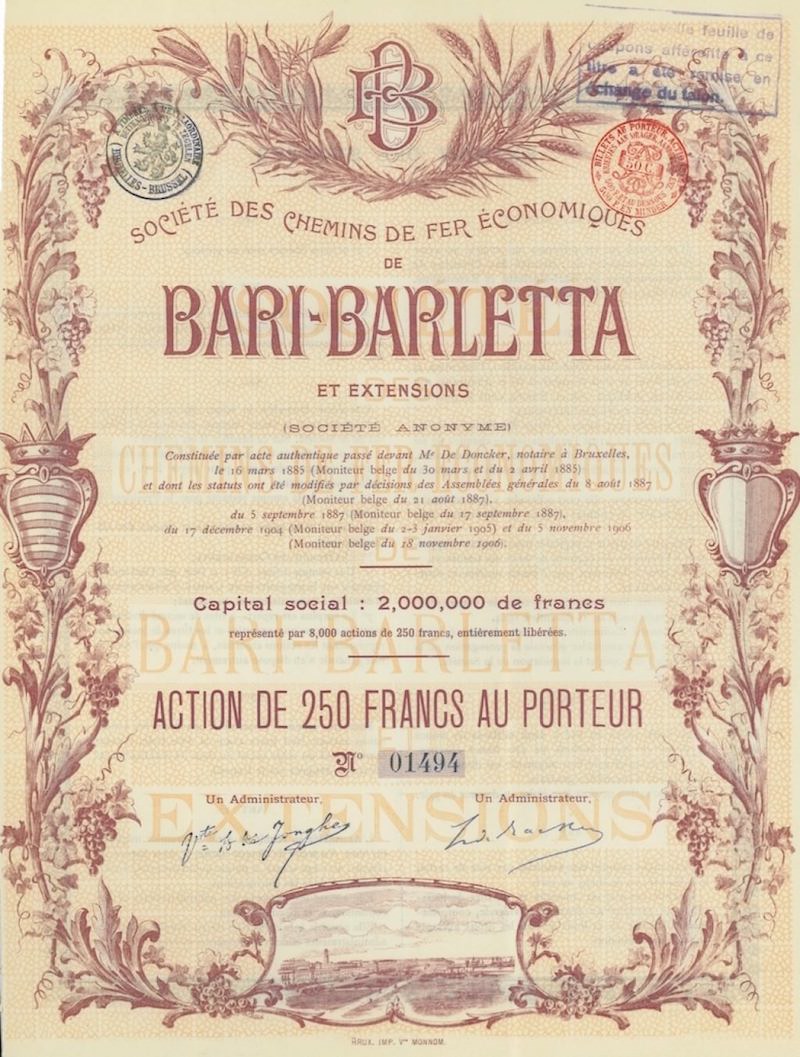 feuille de
coupons afférente à ce
titre a été remise en
échange du talon.
BRUXELLES - BRUSSEL
BILLETS AU PORTEUR, ACTIONS
50 C.
SOCIÉTÉ DES CHEMINS DE FER ÉCONOMIQUES
DE
BARI-BARLETTA
ET EXTENSIONS
(SOCIÉTÉ ANONYME)
Constituée par acte authentique passé devant Me De Doncker, notaire à Bruxelles,
le 16 mars 1885 (Moniteur belge du 30 mars et du 2 avril 1885)
et dont les statuts ont été modifiés par décisions des Assemblées générales du 8 août 1887
(Moniteur belge du 21 août 1887),
du 5 septembre 1887 (Moniteur belge du 17 septembre 1887),
du 17 décembre 1904 (Moniteur belge du 2-3 janvier 1905) et du 5 novembre 1906
(Moniteur belge du 18 novembre 1906).
Capital social : 2,000,000 de francs
représenté par 8,000 actions de 250 francs, entièrement libérées.
ACTION DE 250 FRANCS AU PORTEUR
No 01494
Un Administrateur, Un Administrateur,
BRUX. IMP. Vve MONNOM.